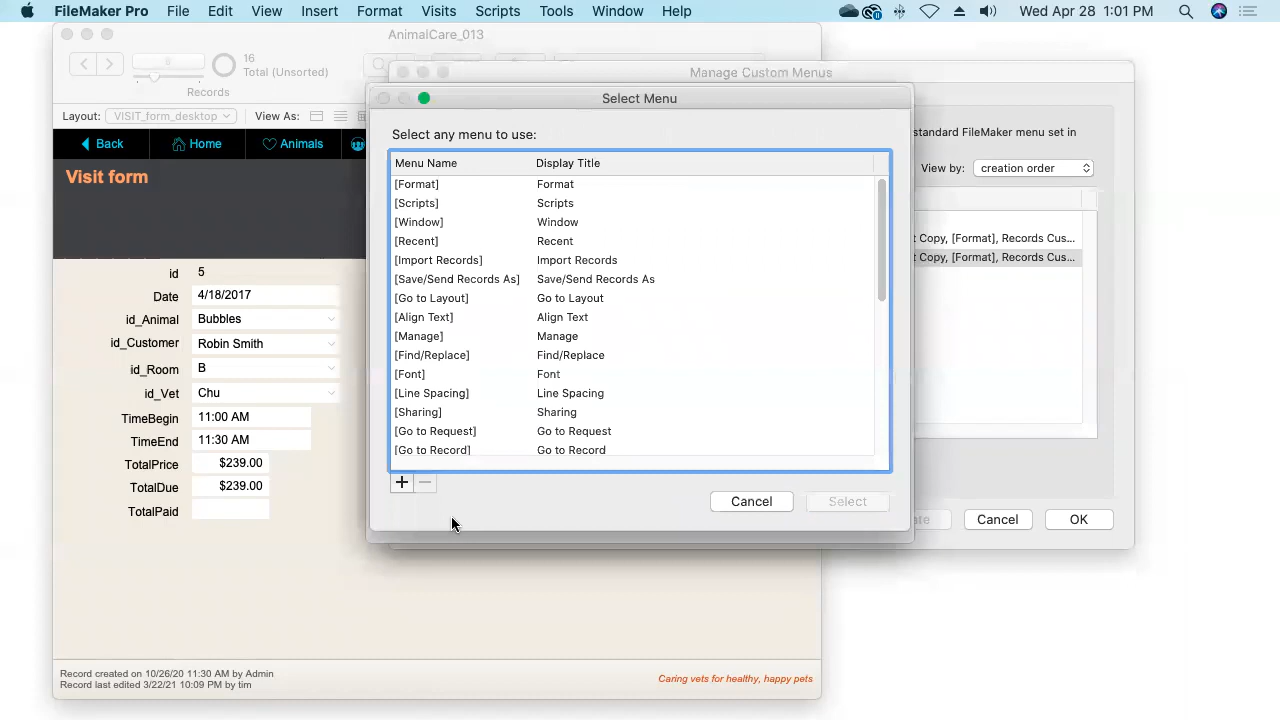 FileMaker Pro File Edit View Insert Format Visits Scripts Tools Window Help Wed Apr 28 1:01 PM
AnimalCare_013
16
Total (Unsorted)
Records
Layout: VISIT_form_desktop View As:
Back Home Animals
Visit form
id 5
Date 4/18/2017
id_Animal Bubbles
id_Customer Robin Smith
id_Room B
id_Vet Chu
TimeBegin 11:00 AM
TimeEnd 11:30 AM
TotalPrice $239.00
TotalDue $239.00
TotalPaid
Record created on 10/26/20 11:30 AM by Admin
Record last edited 3/22/21 10:09 PM by tim
Caring vets for healthy, happy pets
Manage Custom Menus
standard FileMaker menu set in
View by: creation order
t Copy, [Format], Records Cus...
t Copy, [Format], Records Cus...
Cancel OK
Select Menu
Select any menu to use:
Menu Name Display Title
[Format] Format
[Scripts] Scripts
[Window] Window
[Recent] Recent
[Import Records] Import Records
[Save/Send Records As] Save/Send Records As
[Go to Layout] Go to Layout
[Align Text] Align Text
[Manage] Manage
[Find/Replace] Find/Replace
[Font] Font
[Line Spacing] Line Spacing
[Sharing] Sharing
[Go to Request] Go to Request
[Go to Record] Go to Record
Cancel Select